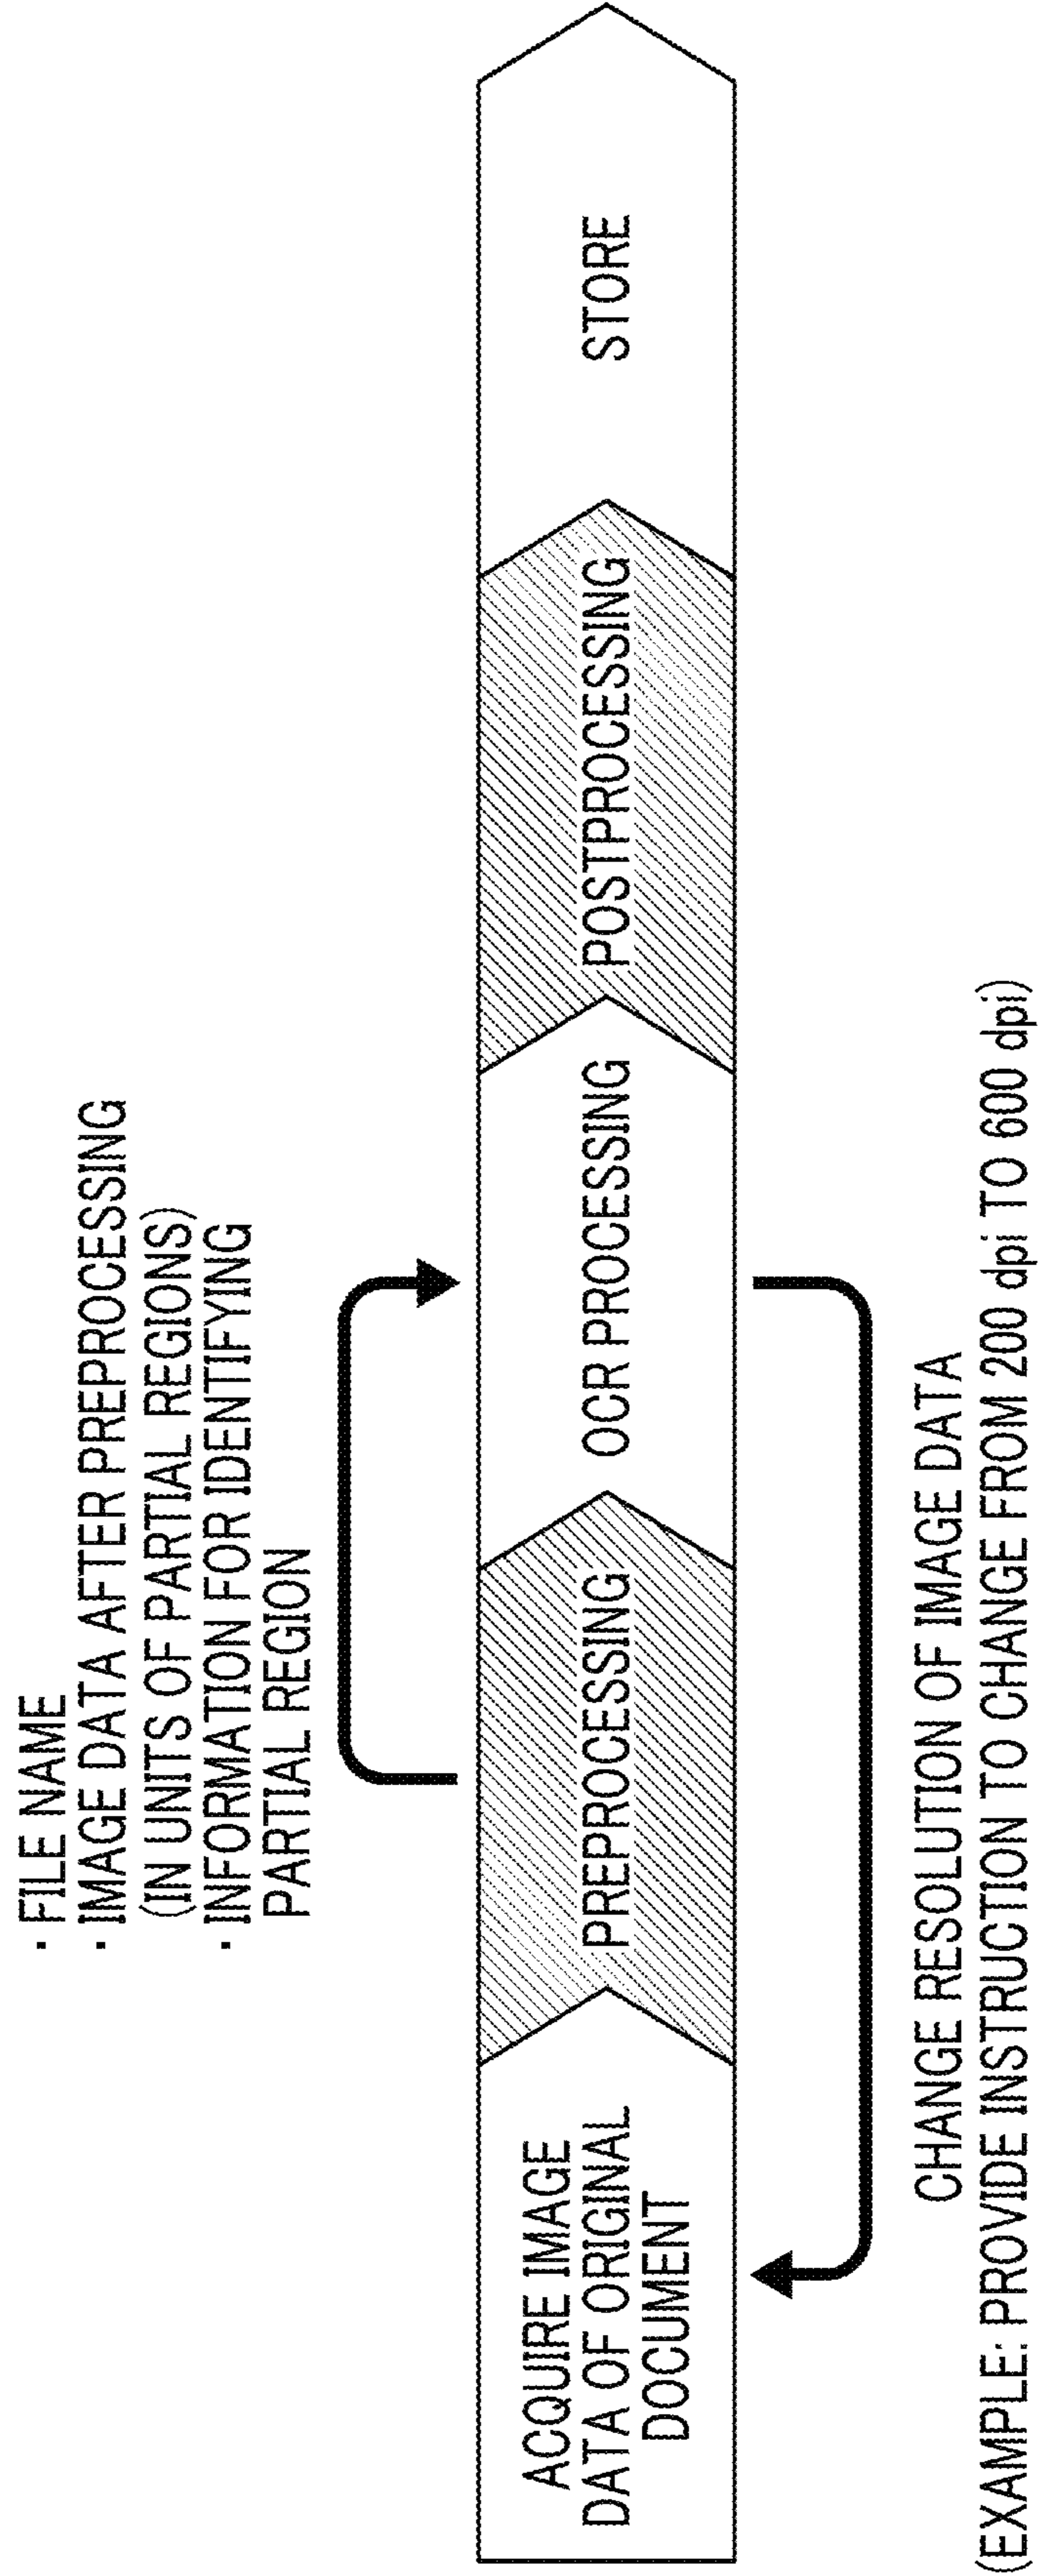 · FILE NAME
· IMAGE DATA AFTER PREPROCESSING
(IN UNITS OF PARTIAL REGIONS)
· INFORMATION FOR IDENTIFYING
PARTIAL REGION
ACQUIRE IMAGE
DATA OF ORIGINAL
DOCUMENT
PREPROCESSING
OCR PROCESSING
POSTPROCESSING
STORE
CHANGE RESOLUTION OF IMAGE DATA
(EXAMPLE: PROVIDE INSTRUCTION TO CHANGE FROM 200 dpi TO 600 dpi)